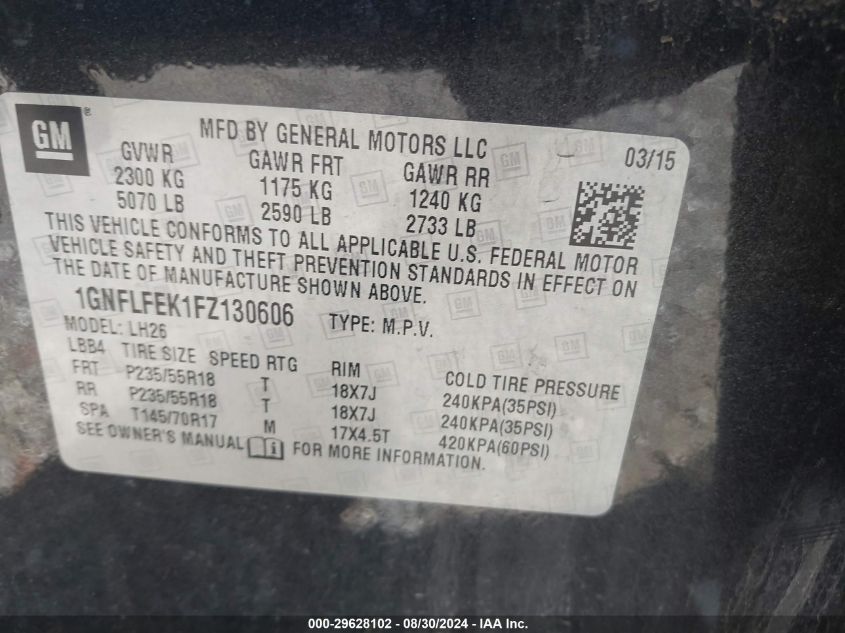 GM ®
MFD BY GENERAL MOTORS LLC 03/15
GVWR GAWR FRT GAWR RR
2300 KG 1175 KG 1240 KG
5070 LB 2590 LB 2733 LB
THIS VEHICLE CONFORMS TO ALL APPLICABLE U.S. FEDERAL MOTOR
VEHICLE SAFETY AND THEFT PREVENTION STANDARDS IN EFFECT ON
THE DATE OF MANUFACTURE SHOWN ABOVE.
1GNFLFEK1FZ130606 TYPE: M.P.V.
MODEL: LH26
LBB4 TIRE SIZE SPEED RTG RIM COLD TIRE PRESSURE
FRT P235/55R18 T 18X7J 240KPA(35PSI)
RR P235/55R18 T 18X7J 240KPA(35PSI)
SPA T145/70R17 M 17X4.5T 420KPA(60PSI)
SEE OWNER'S MANUAL FOR MORE INFORMATION.
000-29628102 - 08/30/2024 - IAA Inc.